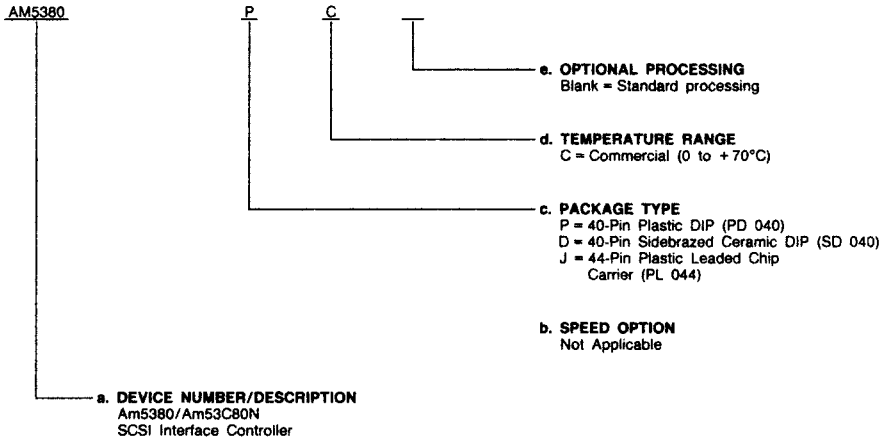 AM5380 P C
e. OPTIONAL PROCESSING
Blank = Standard processing
d. TEMPERATURE RANGE
C = Commercial (0 to +70°C)
c. PACKAGE TYPE
P = 40-Pin Plastic DIP (PD 040)
D = 40-Pin Sidebrazed Ceramic DIP (SD 040)
J = 44-Pin Plastic Leaded Chip
Carrier (PL 044)
b. SPEED OPTION
Not Applicable
a. DEVICE NUMBER/DESCRIPTION
Am5380/Am53C80N
SCSI Interface Controller